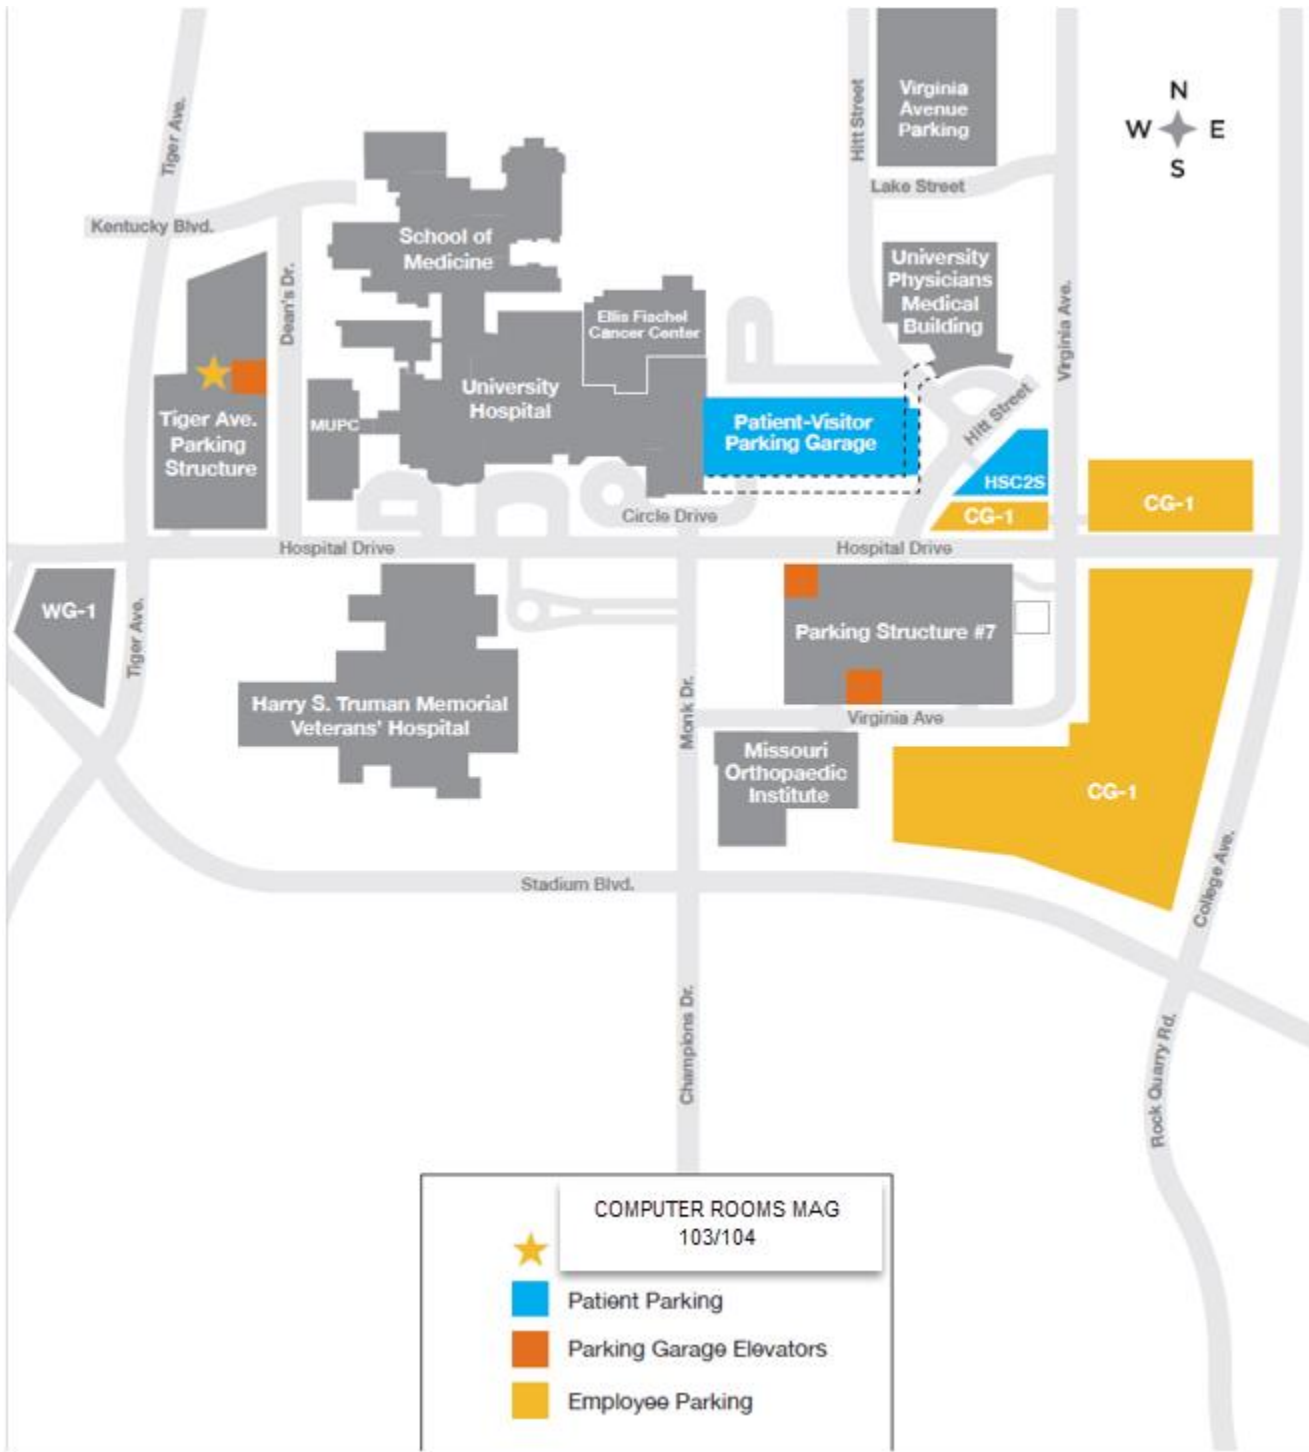 Virginia
Avenue
Parking
N
W
E
S
Tiger Ave.
Hitt Street
Lake Street
Kentucky Blvd.
School of
Medicine
University
Physicians
Medical
Building
Dean's Dr.
Virginia Ave.
Ellis Fischel
Cancer Center
University
Hospital
Tiger Ave.
Parking
Structure
MUPC
Patient-Visitor
Parking Garage
Hitt Street
HSC2S
CG-1
CG-1
Circle Drive
Hospital Drive
Hospital Drive
WG-1
Tiger Ave.
Parking Structure #7
Harry S. Truman Memorial
Veterans' Hospital
Monk Dr.
Virginia Ave
Missouri
Orthopaedic
Institute
CG-1
Stadium Blvd.
College Ave.
Champions Dr.
Rock Quarry Rd.
COMPUTER ROOMS MAG
103/104
Patient Parking
Parking Garage Elevators
Employee Parking